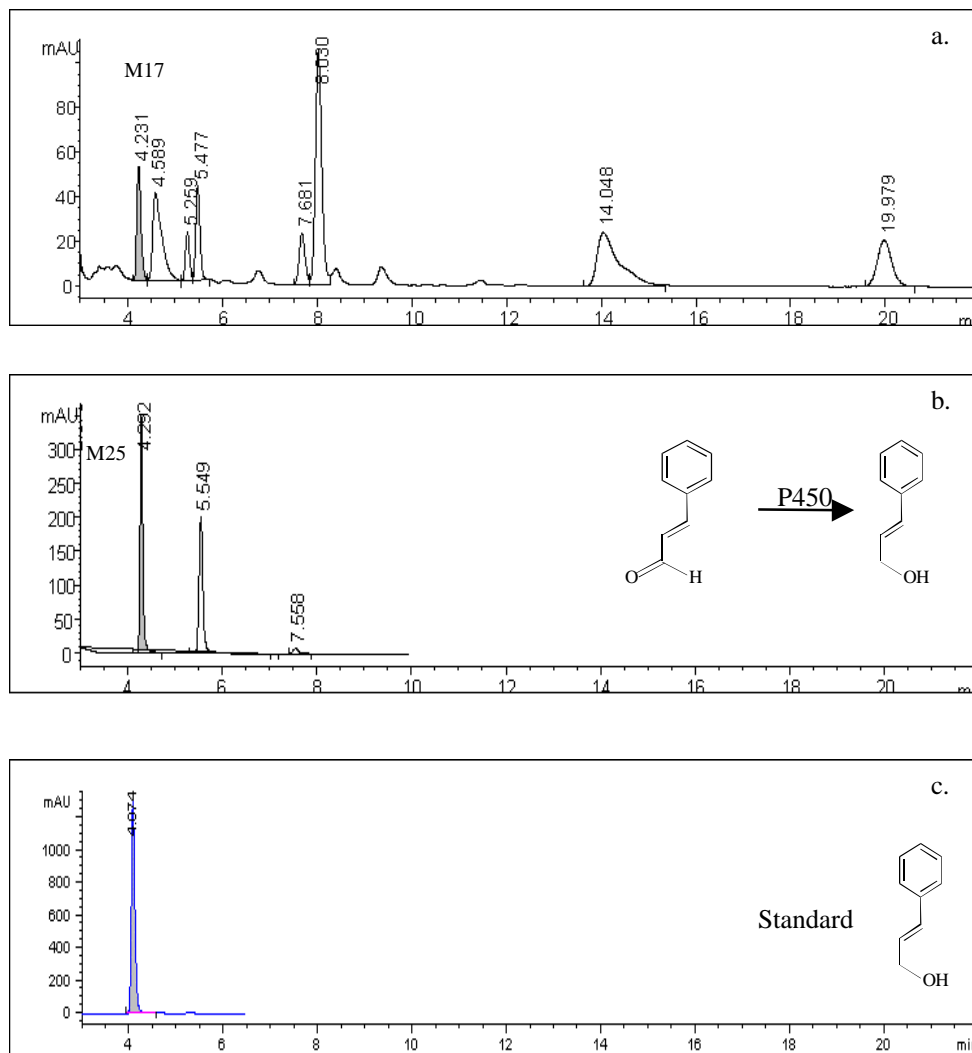 a.
mAU
M17
4.231
4.589
5.259
5.477
7.681
8.030
14.048
19.979
80
60
40
20
0
4 6 8 10 12 14 16 18 20 m
b.
mAU
M25
4.292
5.549
7.558
300
250
200
150
100
50
0
P450
O H
OH
4 6 8 10 12 14 16 18 20 m
c.
mAU
4.074
1000
800
600
400
200
0
Standard
OH
4 6 8 10 12 14 16 18 20 min